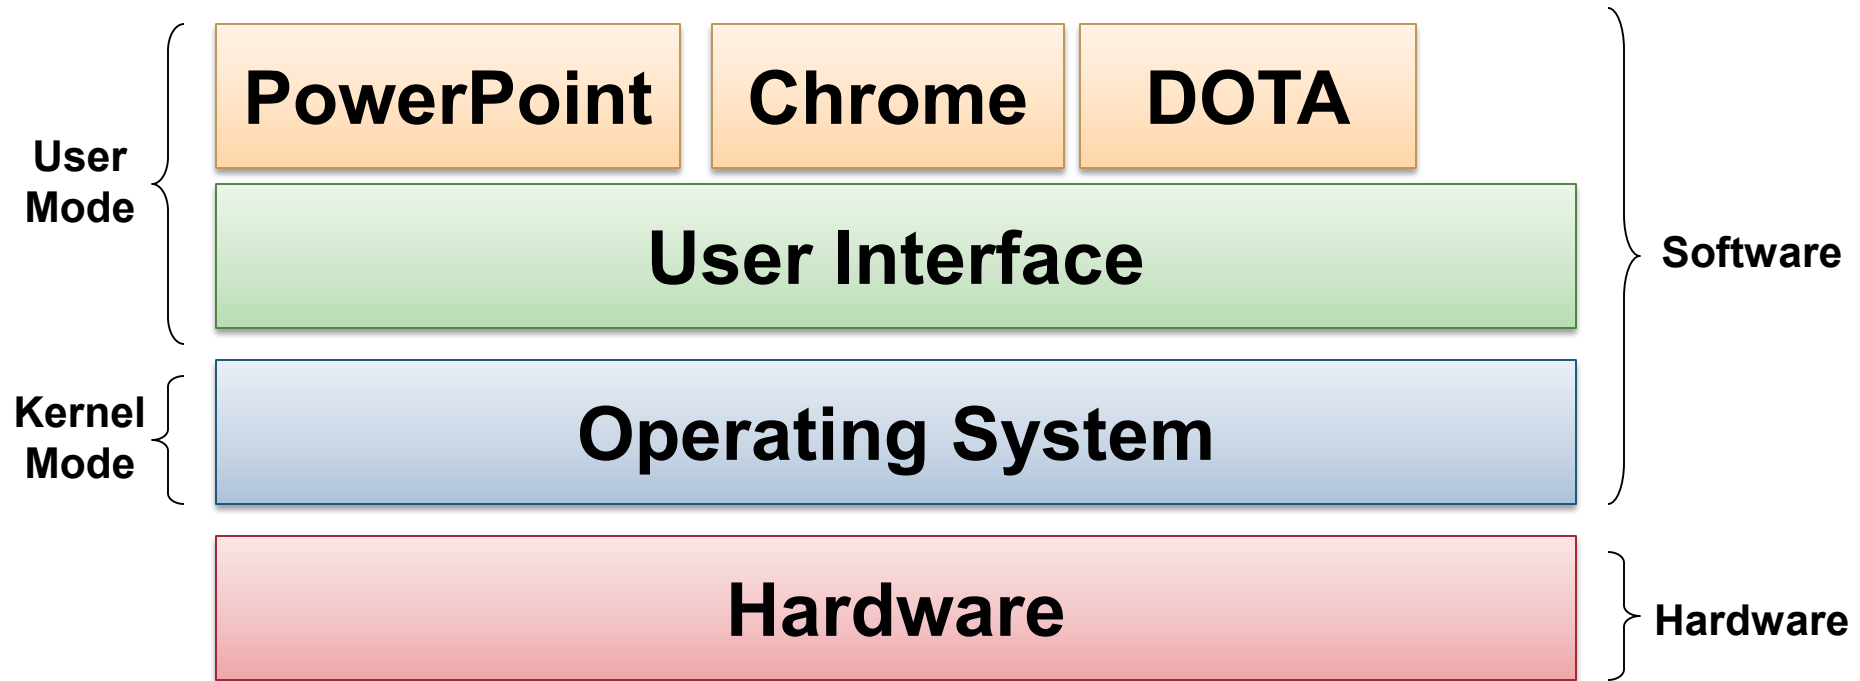 PowerPoint
Chrome
DOTA
User
Mode
User Interface
Software
Kernel
Mode
Operating System
Hardware
Hardware